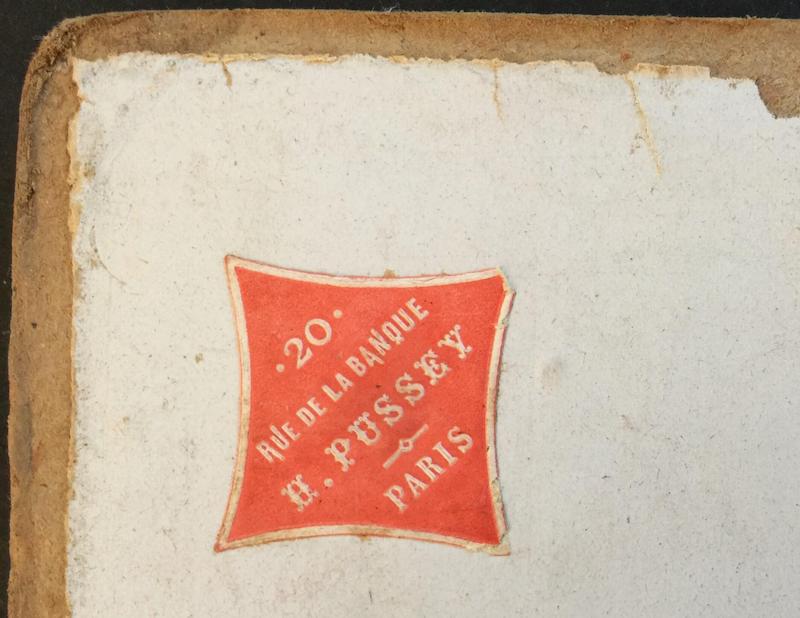 · 20 ·
RUE DE LA BANQUE
H. PUSSEY
PARIS